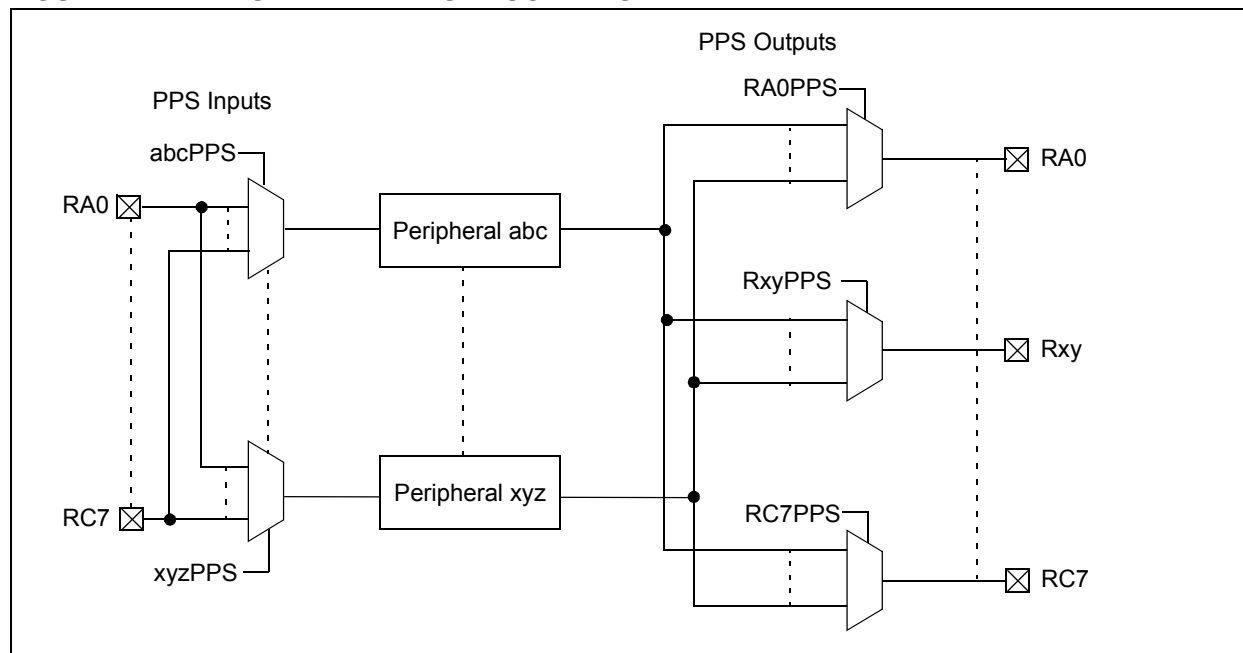 PPS Outputs
RA0PPS
PPS Inputs
abcPPS
RA0
RA0
Peripheral abc
RxyPPS
Rxy
Peripheral xyz
RC7
RC7PPS
xyzPPS
RC7